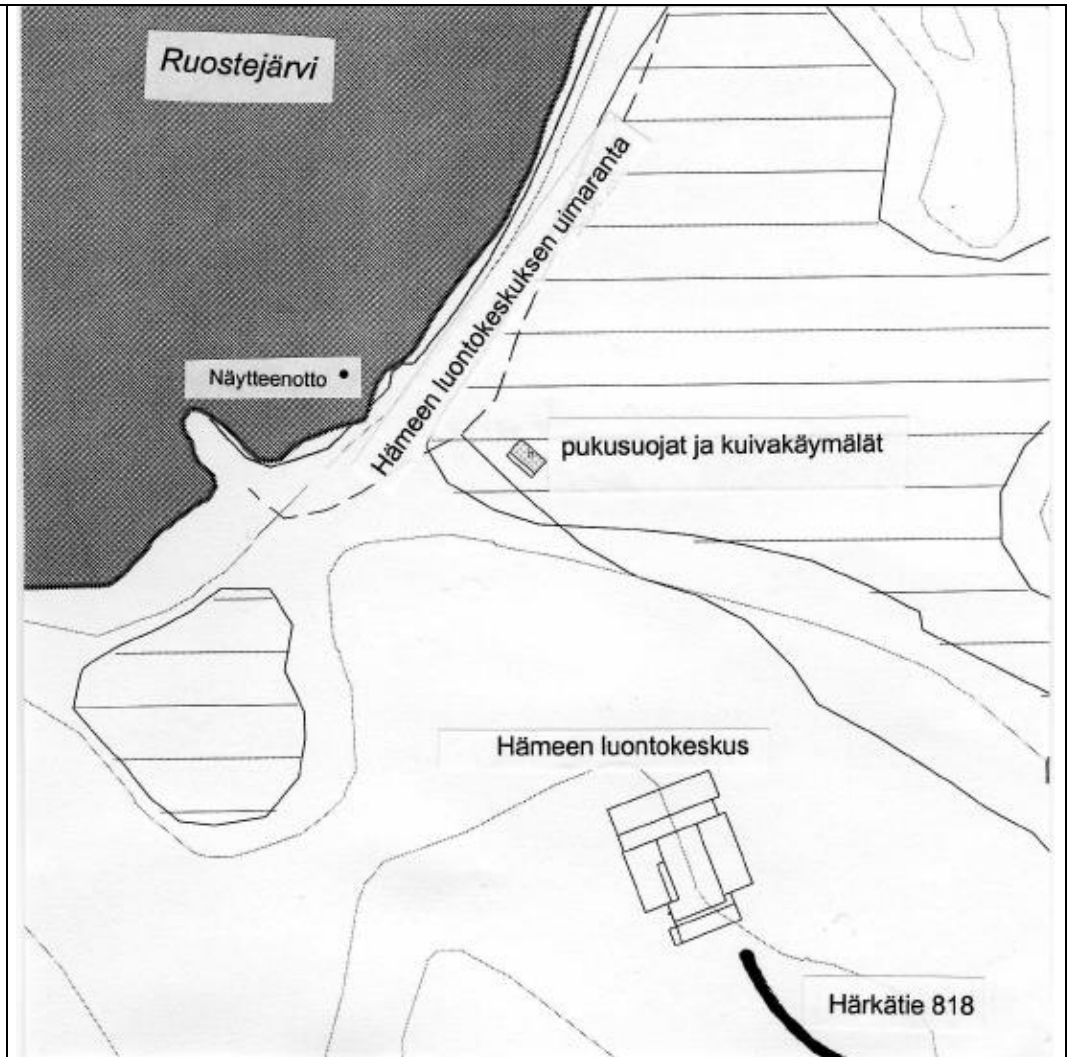 Ruostejärvi
Hämeen luontokeskuksen uimaranta
Näytteenotto
pukusuojat ja kuivakäymälät
Hämeen luontokeskus
Härkätie 818